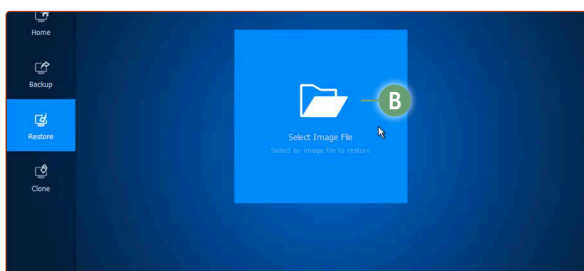 Home
Backup
Restore
Clone
B
Select Image File
Select an image file to restore